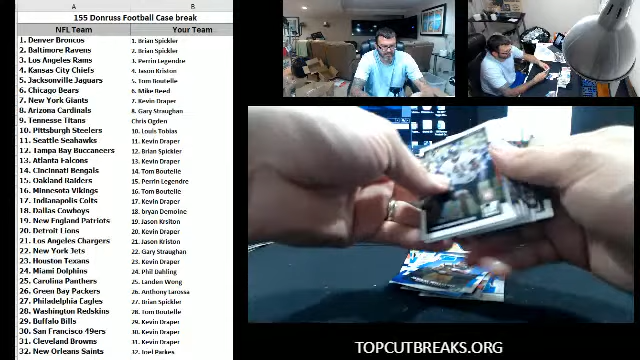 A B
155 Donruss Football Case break
NFL Team Your Team
1. Denver Broncos 1. Brian Spickler
2. Baltimore Ravens 2. Brian Spickler
3. Los Angeles Rams 3. Perrin Legendre
4. Kansas City Chiefs 4. Jason Kriston
5. Jacksonville Jaguars 5. Tom Boutelle
6. Chicago Bears 6. Mike Reed
7. New York Giants 7. Kevin Draper
8. Arizona Cardinals 8. Gary Straughan
9. Tennesse Titans Chris Ogden
10. Pittsburgh Steelers 10. Louis Tobias
11. Seattle Seahawks 11. Kevin Draper
12. Tampa Bay Buccaneers 12. Brian Spickler
13. Atlanta Falcons 13. Kevin Draper
14. Cincinnati Bengals 14. Tom Boutelle
15. Oakland Raiders 15. Perrin Legendre
16. Minnesota Vikings 16. Tom Boutelle
17. Indianapolis Colts 17. Kevin Draper
18. Dallas Cowboys 18. bryan Demoine
19. New England Patriots 19. Jason Kriston
20. Detroit Lions 20. Kevin Draper
21. Los Angeles Chargers 21. Jason Kriston
22. New York Jets 22. Gary Straughan
23. Houston Texans 23. Kevin Draper
24. Miami Dolphins 24. Phil Dahling
25. Carolina Panthers 25. Landen Wong
26. Green Bay Packers 26. Anthony Larossa
27. Philadelphia Eagles 27. Brian Spickler
28. Washington Redskins 28. Tom Boutelle
29. Buffalo Bills 29. Kevin Draper
30. San Francisco 49ers 30. Kevin Draper
31. Cleveland Browns 31. Kevin Draper
32. New Orleans Saints 32. Joel Parkes
TOPCUTBREAKS.ORG